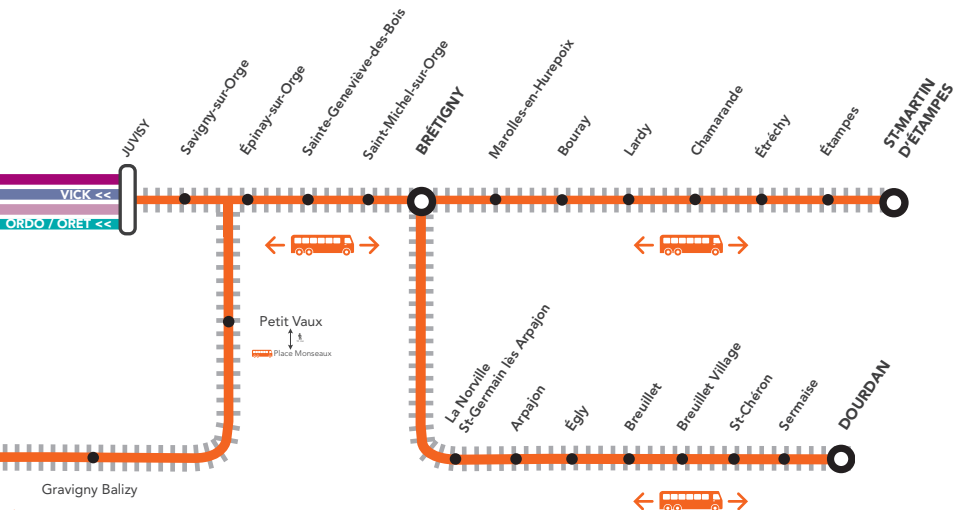 JUVISY
Savigny-sur-Orge
Épinay-sur-Orge
Sainte-Geneviève-des-Bois
Saint-Michel-sur-Orge
BRÉTIGNY
Marolles-en-Hurepoix
Bouray
Lardy
Chamarande
Étréchy
Étampes
ST-MARTIN
D'ÉTAMPES
VICK <<
ORDO / ORET <<
Petit Vaux
Place Monseaux
La Norville
St-Germain lès Arpajon
Arpajon
Égly
Breuillet
Breuillet Village
St-Chéron
Sermaise
DOURDAN
Gravigny Balizy